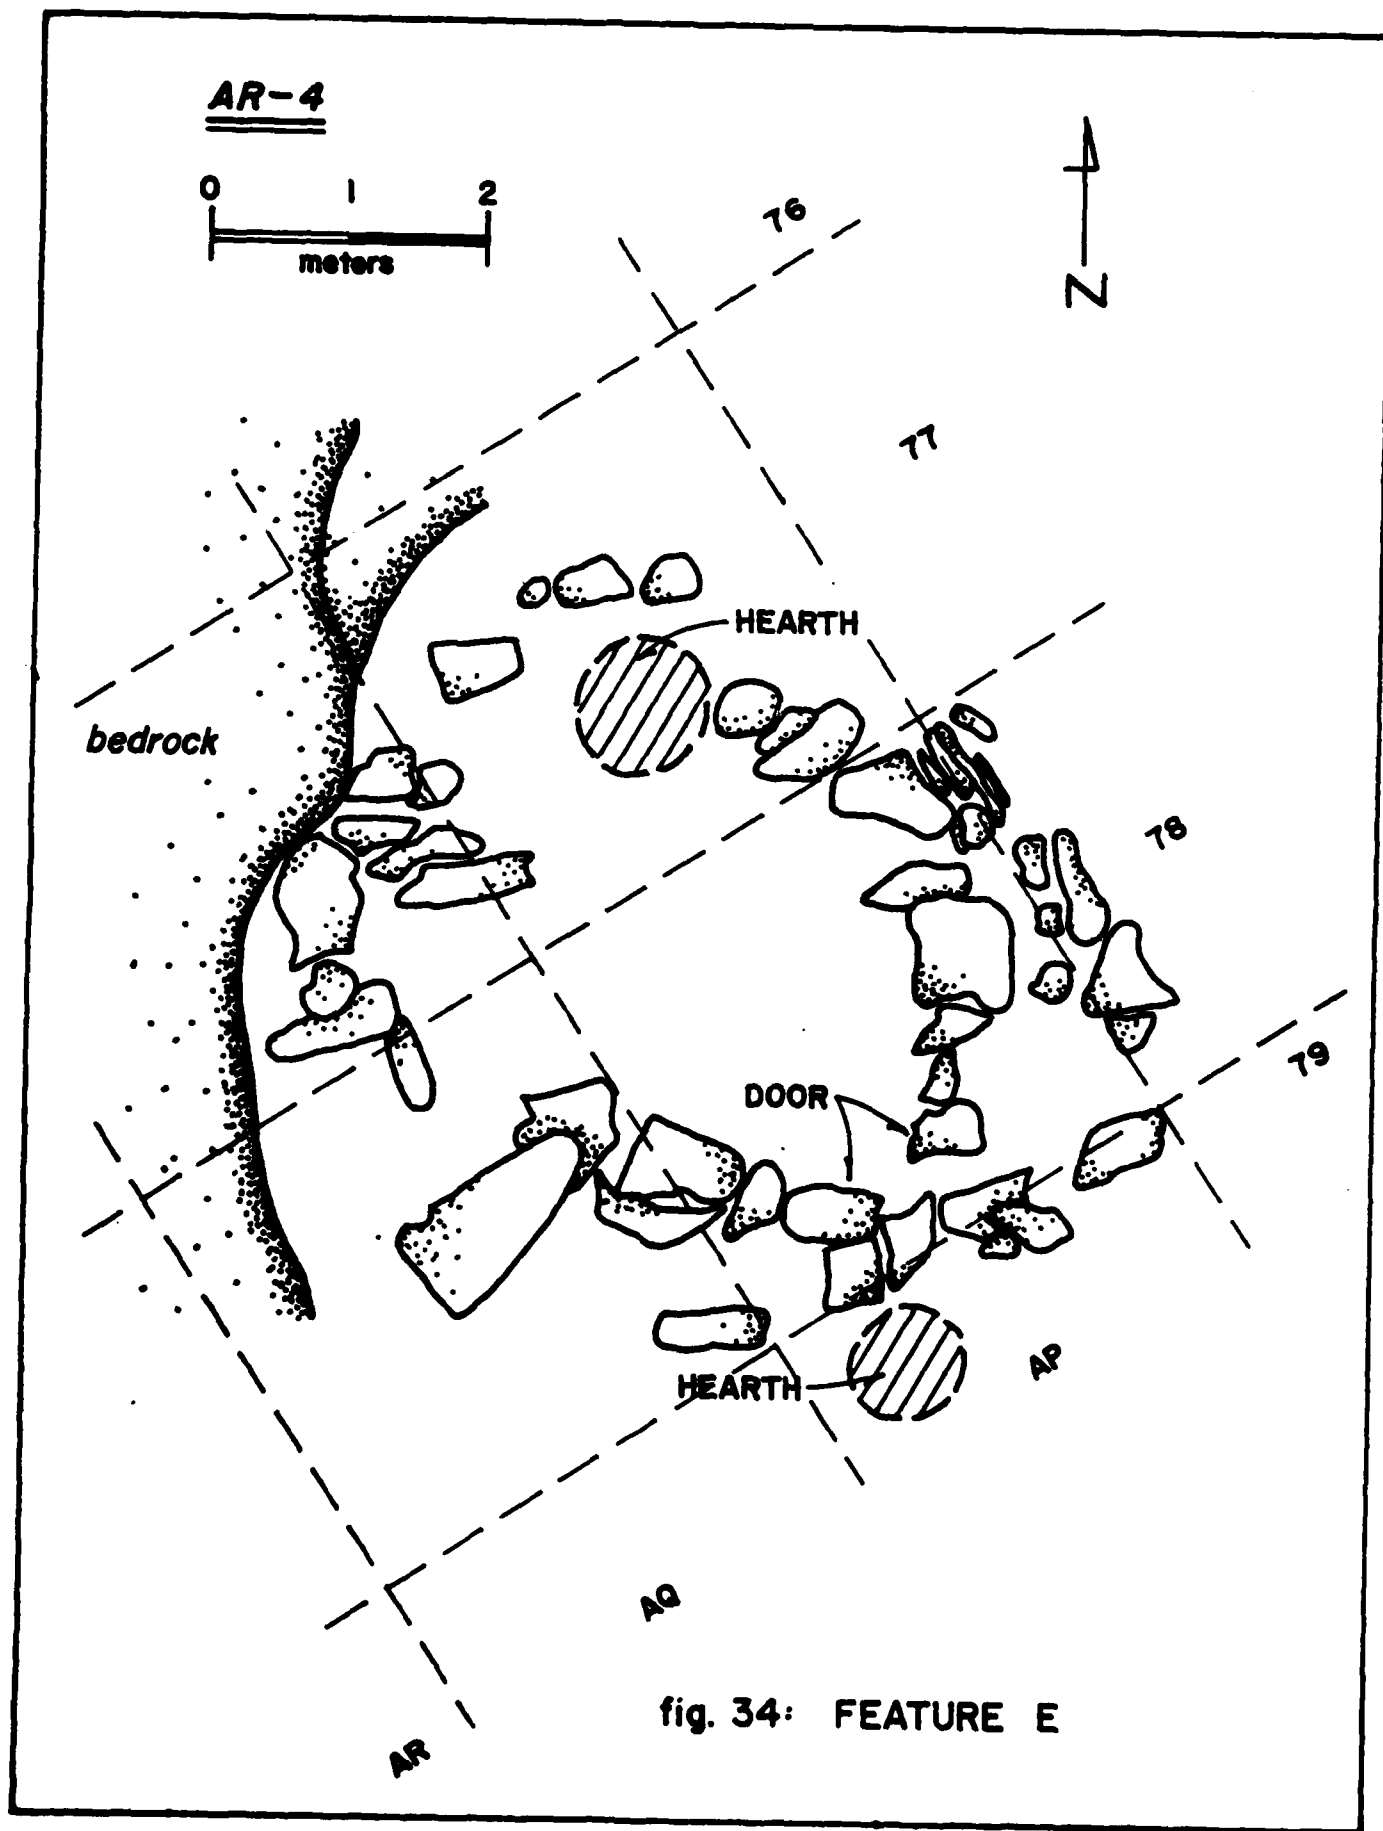 AR-4
0 1 2
meters
N
76
77
HEARTH
bedrock
78
79
DOOR
AP
HEARTH
AQ
fig. 34: FEATURE E
AR